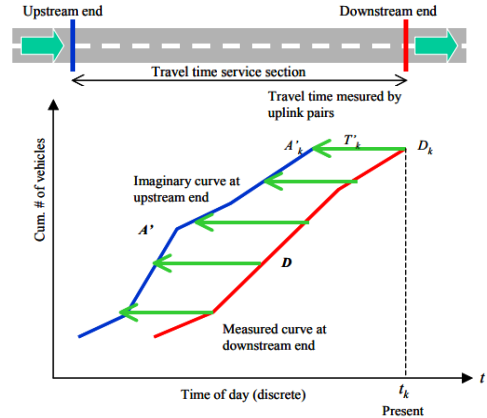 Upstream end
Downstream end
Travel time service section
Travel time mesured by
uplink pairs
A'k
T'k
Dk
Imaginary curve at
upstream end
A'
D
Measured curve at
downstream end
Cum. # of vehicles
t
tk
Time of day (discrete)
Present